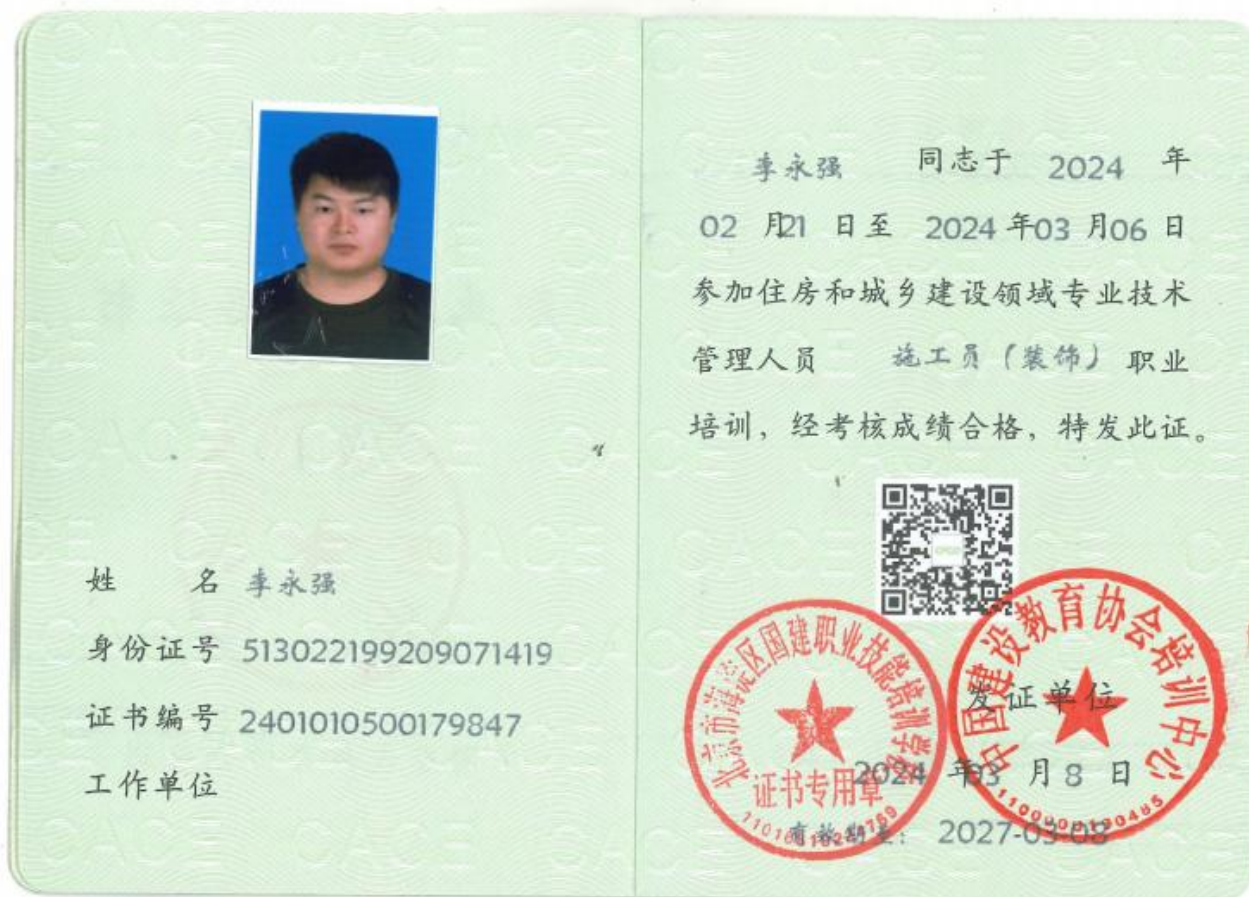 姓 名 李永强
身份证号 513022199209071419
证书编号 2401010500179847
工作单位
李永强 同志于 2024 年
02 月21 日至 2024 年03 月06 日
参加住房和城乡建设领域专业技术
管理人员 施工员（装饰）职业
培训，经考核成绩合格，特发此证。
北京市海淀区国建职业技能培训学校
证书专用章
中国建设教育协会培训中心
发证单位
2024 年03 月 8 日
有效期至： 2027-03-08
CACE